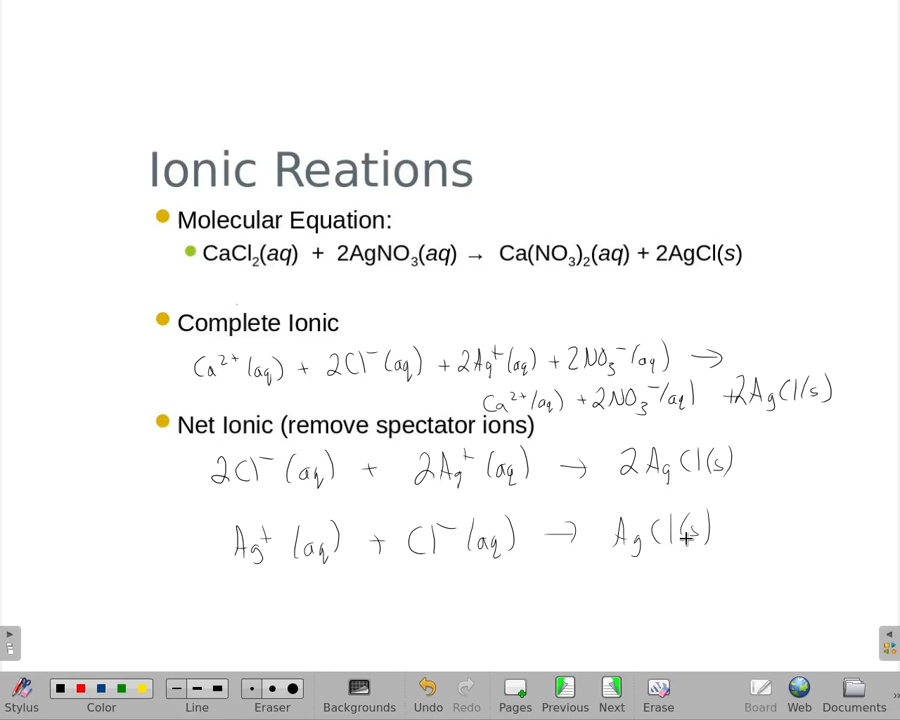 Ionic Reations
Molecular Equation:
CaCl₂(aq) + 2AgNO₃(aq) → Ca(NO₃)₂(aq) + 2AgCl(s)
Complete Ionic
Ca²⁺(aq) + 2Cl⁻(aq) + 2Ag⁺(aq) + 2NO₃⁻(aq) →
Ca²⁺(aq) + 2NO₃⁻(aq) + 2AgCl(s)
Net Ionic (remove spectator ions)
2Cl⁻(aq) + 2Ag⁺(aq) → 2AgCl(s)
Ag⁺(aq) + Cl⁻(aq) → AgCl(s)
Stylus Color Line Eraser Backgrounds Undo Redo Pages Previous Next Erase Board Web Documents